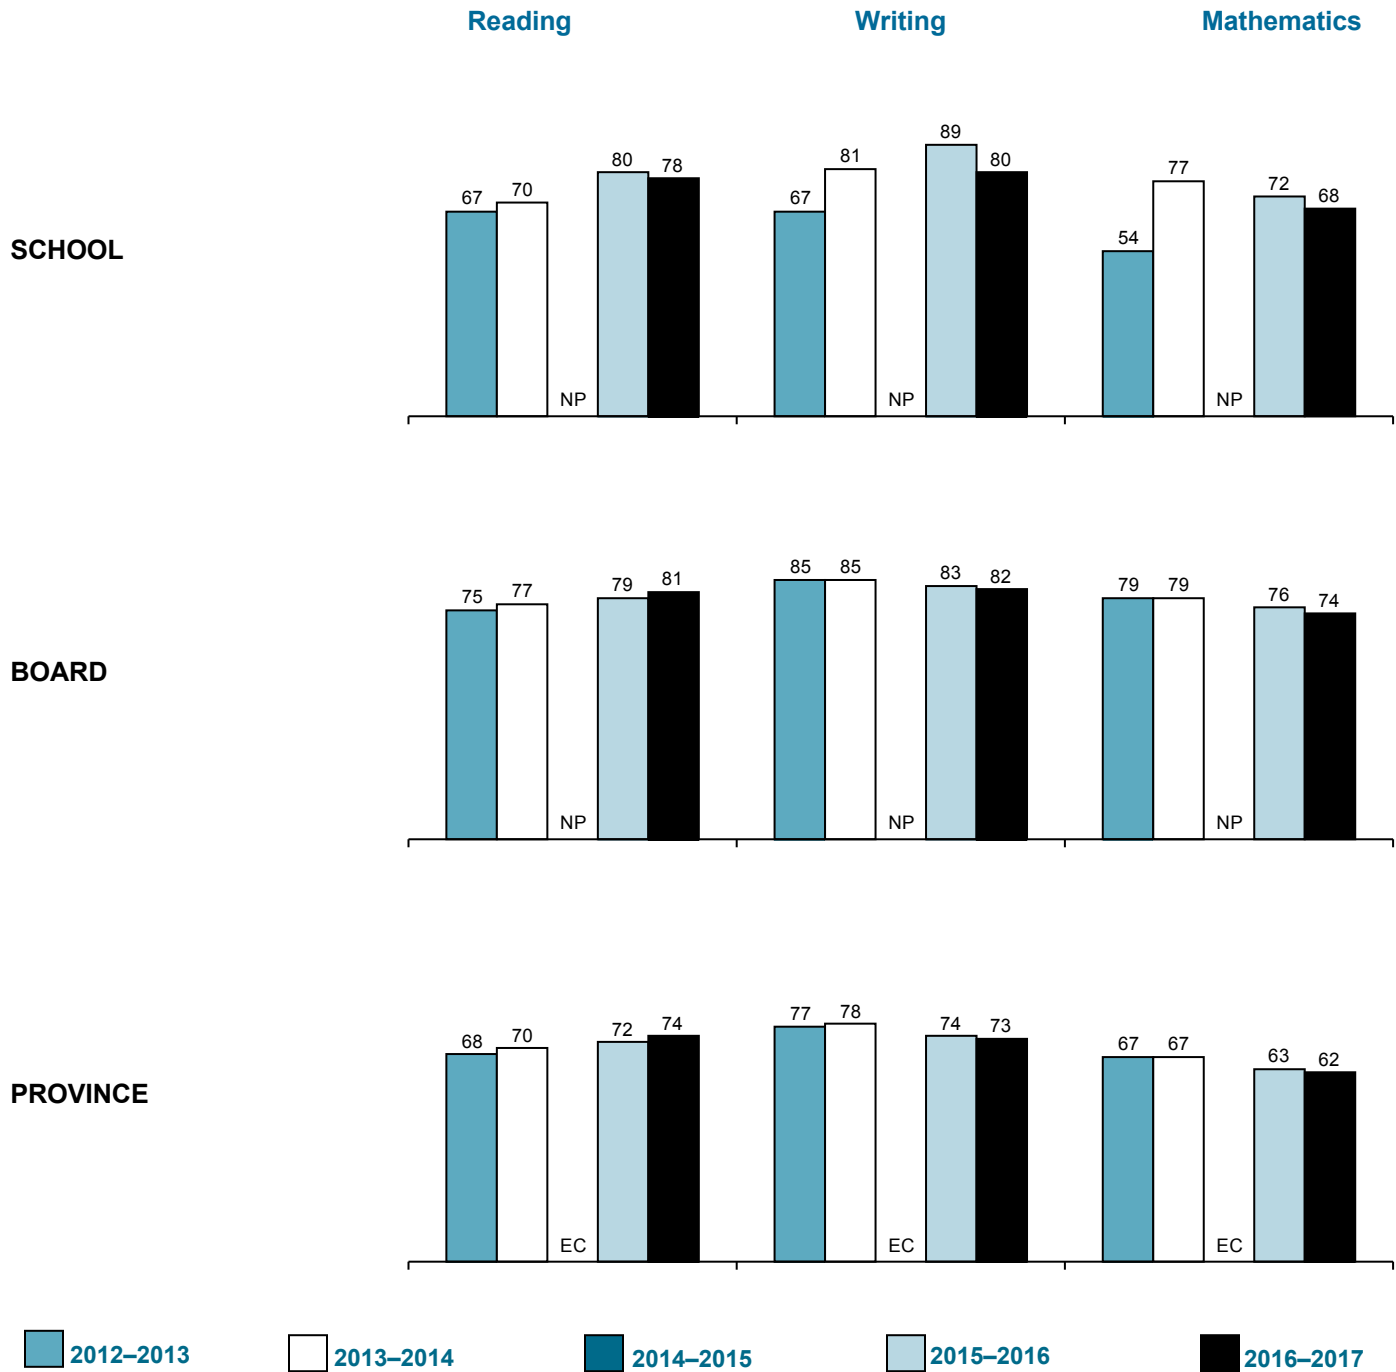 Reading Writing Mathematics
SCHOOL
67 70 NP 80 78 67 81 NP 89 80 54 77 NP 72 68
BOARD
75 77 NP 79 81 85 85 NP 83 82 79 79 NP 76 74
PROVINCE
68 70 EC 72 74 77 78 EC 74 73 67 67 EC 63 62
2012–2013 2013–2014 2014–2015 2015–2016 2016–2017